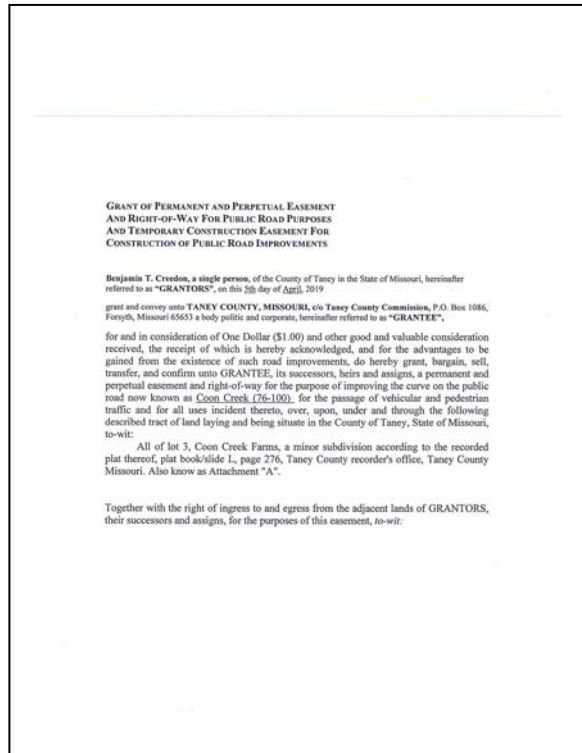 GRANT OF PERMANENT AND PERPETUAL EASEMENT
AND RIGHT-OF-WAY FOR PUBLIC ROAD PURPOSES
AND TEMPORARY CONSTRUCTION EASEMENT FOR
CONSTRUCTION OF PUBLIC ROAD IMPROVEMENTS
Benjamin T. Creedon, a single person, of the County of Taney in the State of Missouri, hereinafter
referred to as "GRANTORS", on this 5th day of April, 2019
grant and convey unto TANEY COUNTY, MISSOURI, c/o Taney County Commission, P.O. Box 1086,
Forsyth, Missouri 65653 a body politic and corporate, hereinafter referred to as "GRANTEE",
for and in consideration of One Dollar ($1.00) and other good and valuable consideration
received, the receipt of which is hereby acknowledged, and for the advantages to be
gained from the existence of such road improvements, do hereby grant, bargain, sell,
transfer, and confirm unto GRANTEE, its successors, heirs and assigns, a permanent and
perpetual easement and right-of-way for the purpose of improving the curve on the public
road now known as Coon Creek (76-100) for the passage of vehicular and pedestrian
traffic and for all uses incident thereto, over, upon, under and through the following
described tract of land laying and being situate in the County of Taney, State of Missouri,
to-wit:
All of lot 3, Coon Creek Farms, a minor subdivision according to the recorded
plat thereof, plat book/slide L, page 276, Taney County recorder's office, Taney County
Missouri. Also know as Attachment "A".
Together with the right of ingress to and egress from the adjacent lands of GRANTORS,
their successors and assigns, for the purposes of this easement, to-wit: